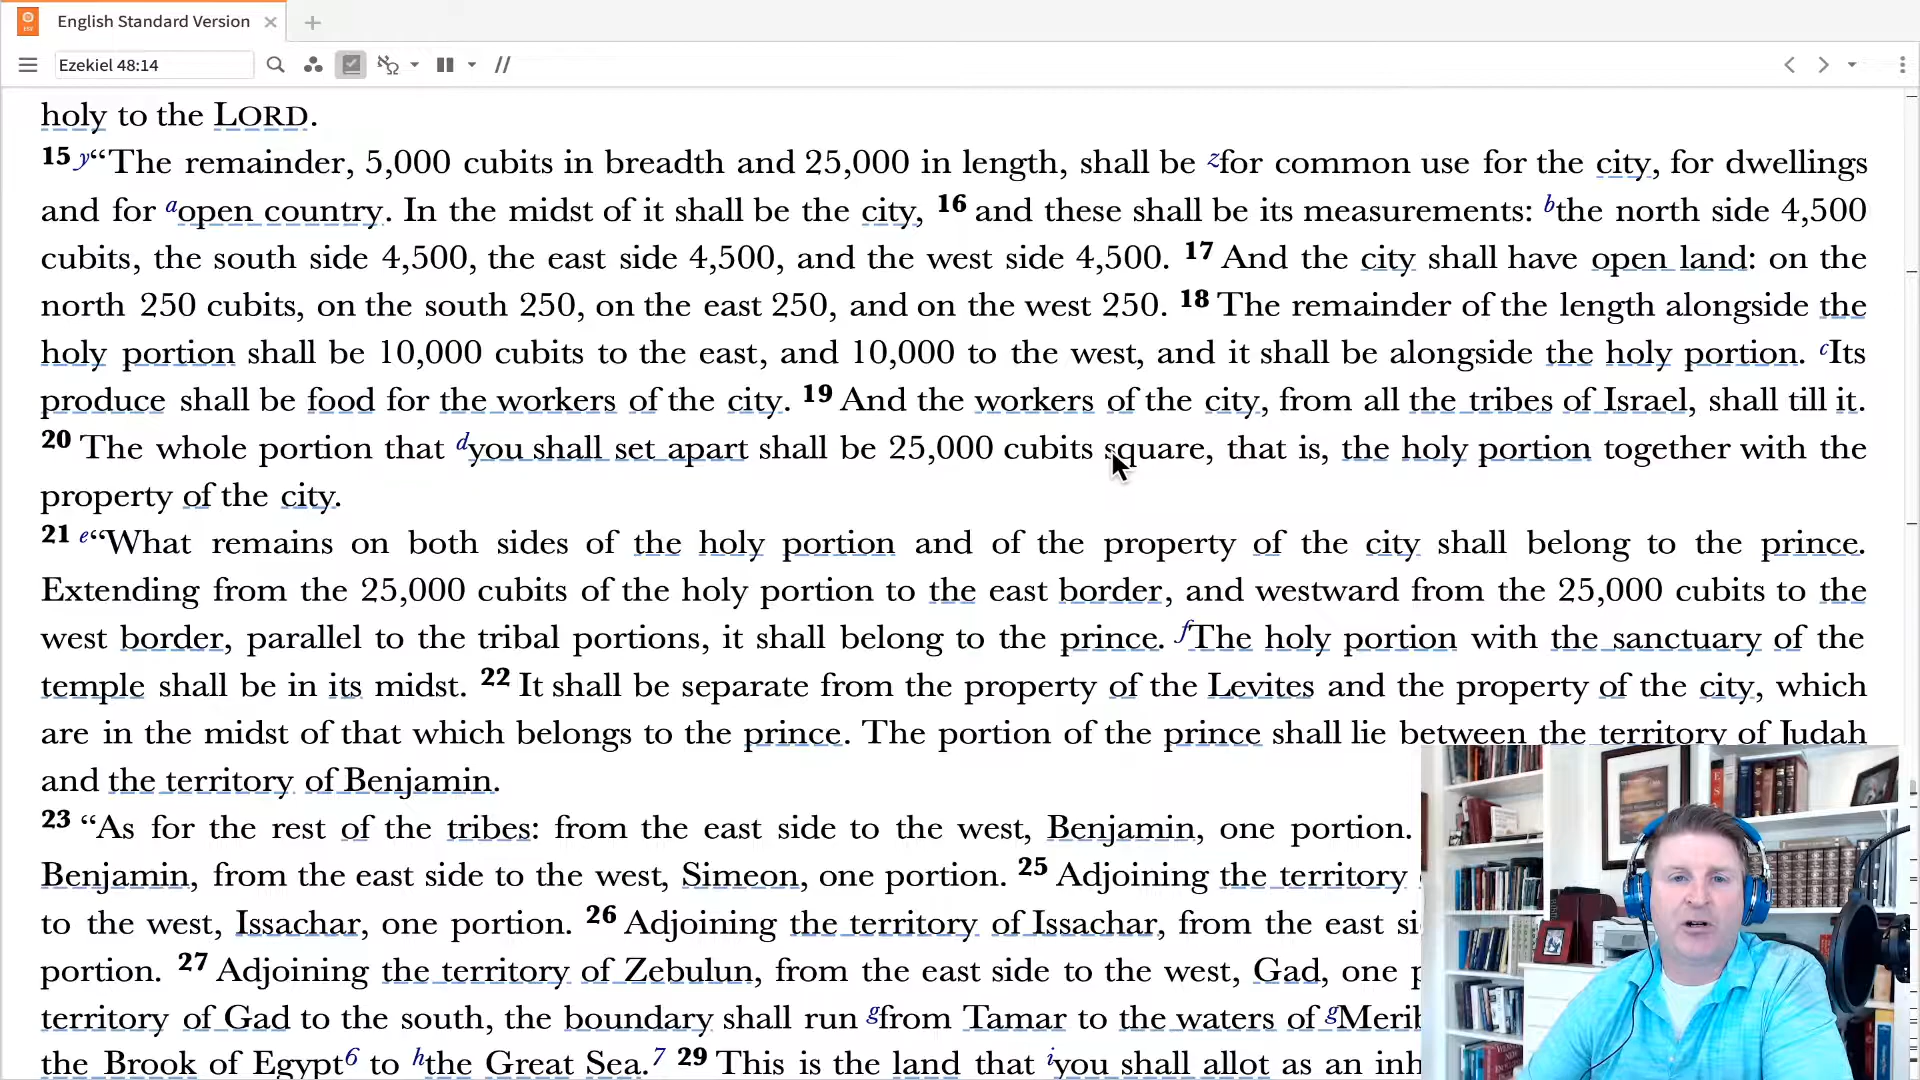 English Standard Version
Ezekiel 48:14
holy to the LORD.
15 y“The remainder, 5,000 cubits in breadth and 25,000 in length, shall be zfor common use for the city, for dwellings
and for aopen country. In the midst of it shall be the city, 16 and these shall be its measurements: bthe north side 4,500
cubits, the south side 4,500, the east side 4,500, and the west side 4,500. 17 And the city shall have open land: on the
north 250 cubits, on the south 250, on the east 250, and on the west 250. 18 The remainder of the length alongside the
holy portion shall be 10,000 cubits to the east, and 10,000 to the west, and it shall be alongside the holy portion. cIts
produce shall be food for the workers of the city. 19 And the workers of the city, from all the tribes of Israel, shall till it.
20 The whole portion that dyou shall set apart shall be 25,000 cubits square, that is, the holy portion together with the
property of the city.
21 e“What remains on both sides of the holy portion and of the property of the city shall belong to the prince.
Extending from the 25,000 cubits of the holy portion to the east border, and westward from the 25,000 cubits to the
west border, parallel to the tribal portions, it shall belong to the prince. fThe holy portion with the sanctuary of the
temple shall be in its midst. 22 It shall be separate from the property of the Levites and the property of the city, which
are in the midst of that which belongs to the prince. The portion of the prince shall lie between the territory of Judah
and the territory of Benjamin.
23 “As for the rest of the tribes: from the east side to the west, Benjamin, one portion.
Benjamin, from the east side to the west, Simeon, one portion. 25 Adjoining the territory
to the west, Issachar, one portion. 26 Adjoining the territory of Issachar, from the east si
portion. 27 Adjoining the territory of Zebulun, from the east side to the west, Gad, one p
territory of Gad to the south, the boundary shall run gfrom Tamar to the waters of gMerib
the Brook of Egypt6 to hthe Great Sea.7 29 This is the land that iyou shall allot as an inh